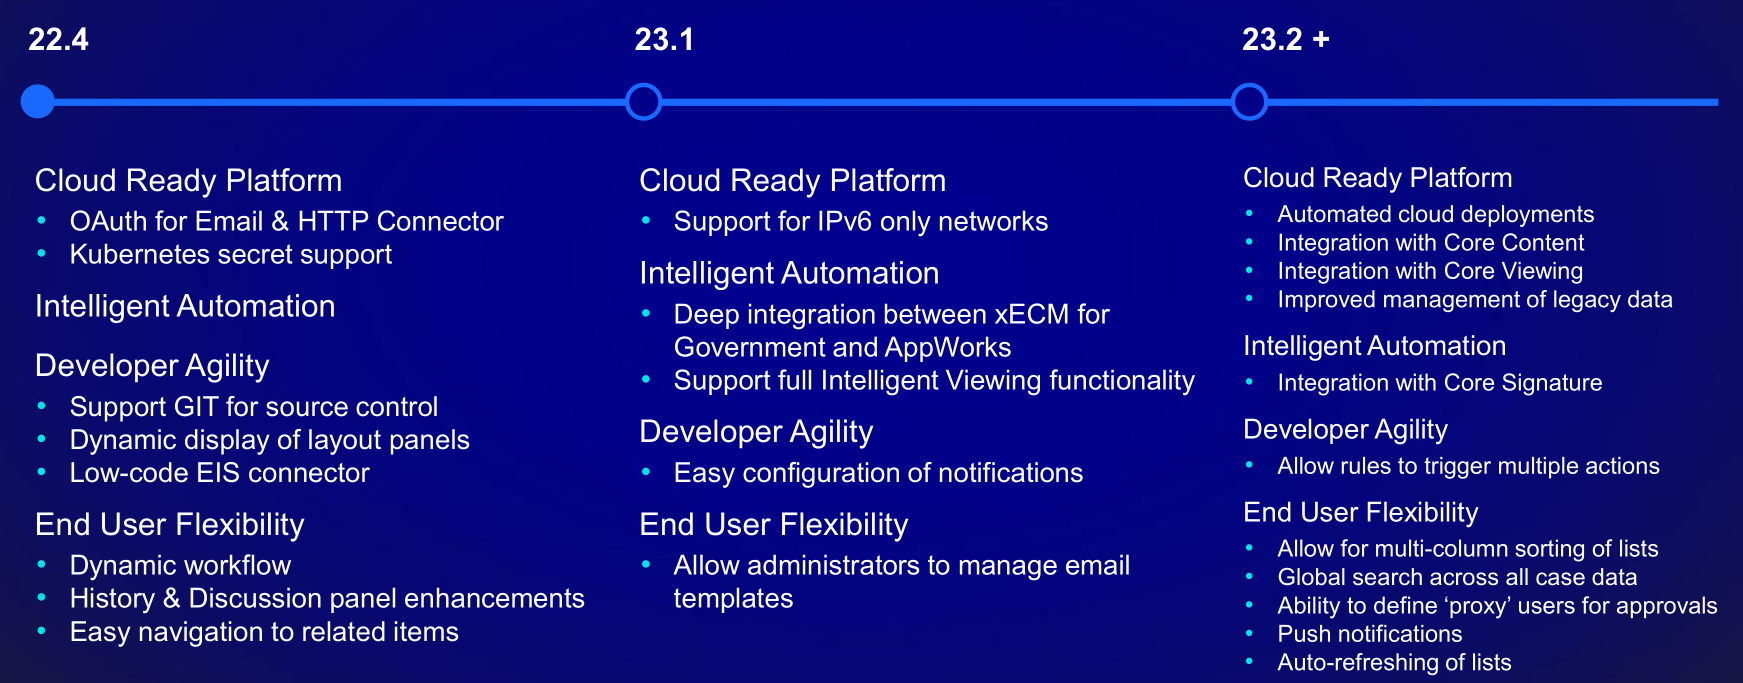 22.4
23.1
23.2 +
Cloud Ready Platform
• OAuth for Email & HTTP Connector
• Kubernetes secret support
Intelligent Automation
Developer Agility
• Support GIT for source control
• Dynamic display of layout panels
• Low-code EIS connector
End User Flexibility
• Dynamic workflow
• History & Discussion panel enhancements
• Easy navigation to related items
Cloud Ready Platform
• Support for IPv6 only networks
Intelligent Automation
• Deep integration between xECM for
Government and AppWorks
• Support full Intelligent Viewing functionality
Developer Agility
• Easy configuration of notifications
End User Flexibility
• Allow administrators to manage email
templates
Cloud Ready Platform
• Automated cloud deployments
• Integration with Core Content
• Integration with Core Viewing
• Improved management of legacy data
Intelligent Automation
• Integration with Core Signature
Developer Agility
• Allow rules to trigger multiple actions
End User Flexibility
• Allow for multi-column sorting of lists
• Global search across all case data
• Ability to define ‘proxy’ users for approvals
• Push notifications
• Auto-refreshing of lists